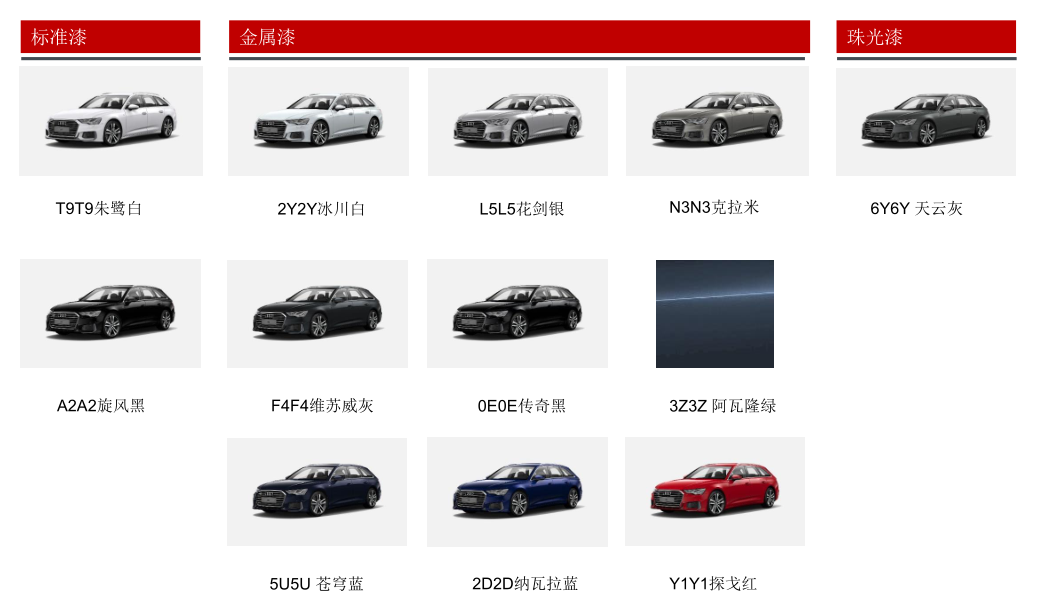 标准漆
金属漆
珠光漆
T9T9朱鹭白
2Y2Y冰川白
L5L5花剑银
N3N3克拉米
6Y6Y 天云灰
A2A2旋风黑
F4F4维苏威灰
0E0E传奇黑
3Z3Z 阿瓦隆绿
5U5U 苍穹蓝
2D2D纳瓦拉蓝
Y1Y1探戈红